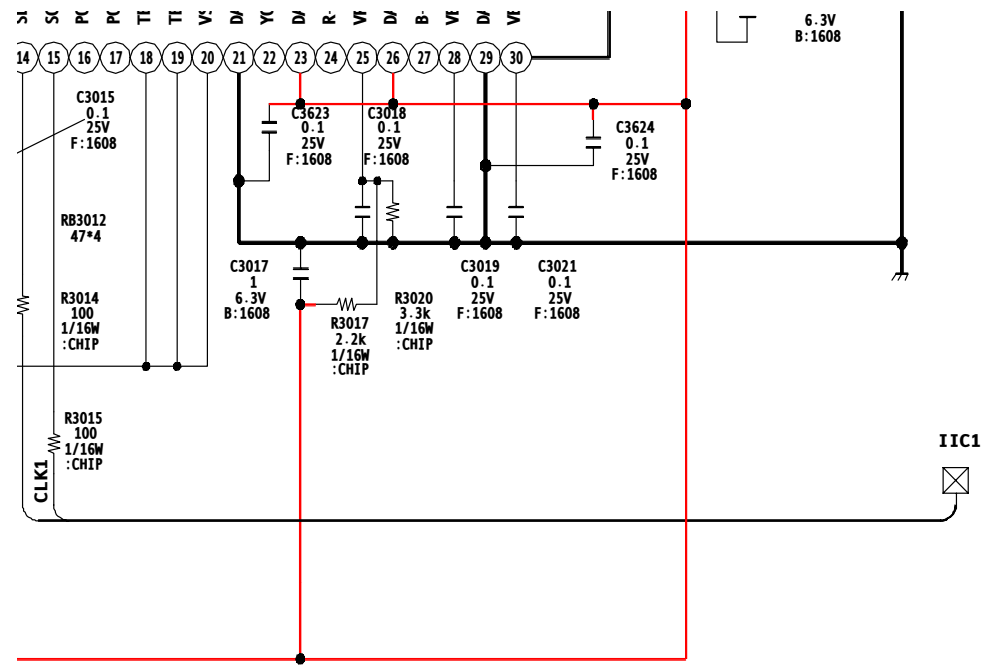 6.3V
B:1608
14 15 16 17 18 19 20 21 22 23 24 25 26 27 28 29 30
C3015
0.1
25V
F:1608
C3623
0.1
25V
F:1608
C3018
0.1
25V
F:1608
C3624
0.1
25V
F:1608
RB3012
47*4
C3017
1
6.3V
B:1608
C3019
0.1
25V
F:1608
C3021
0.1
25V
F:1608
R3014
100
1/16W
:CHIP
R3017
2.2k
1/16W
:CHIP
R3020
3.3k
1/16W
:CHIP
R3015
100
1/16W
:CHIP
CLK1
IIC1